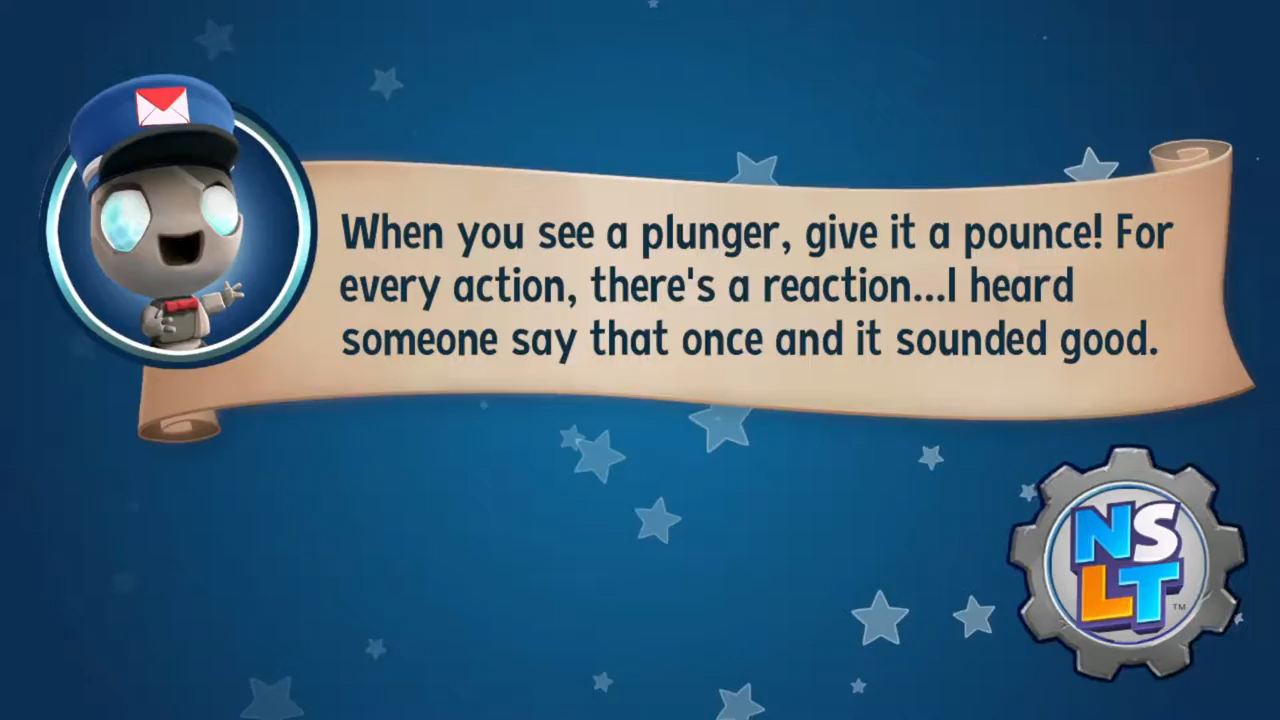 When you see a plunger, give it a pounce! For
every action, there's a reaction...I heard
someone say that once and it sounded good.
NS
LT
TM